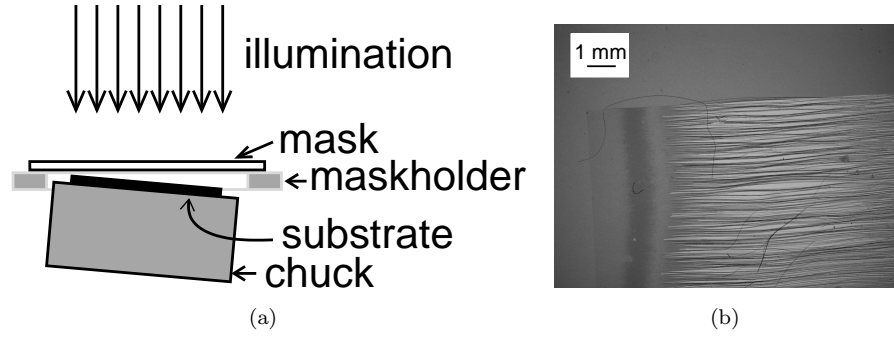 illumination
mask
maskholder
substrate
chuck
1 mm
(a)
(b)